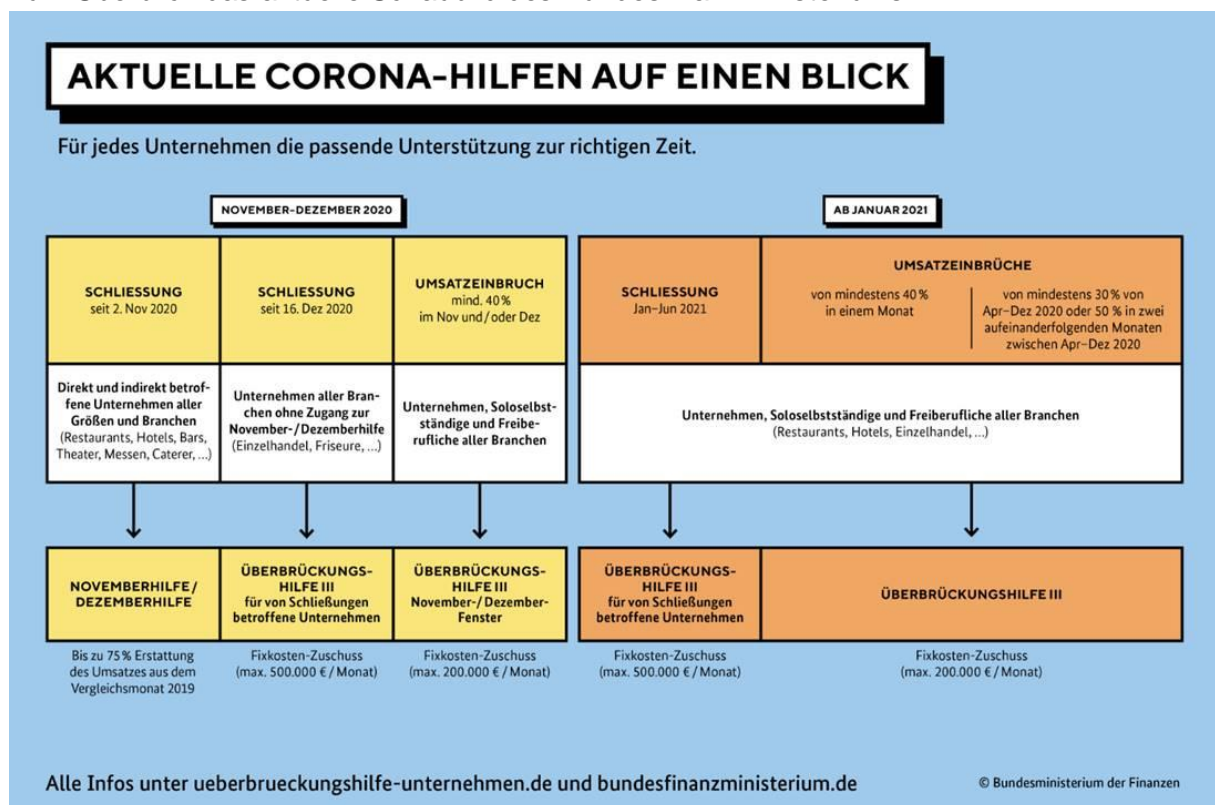 AKTUELLE CORONA-HILFEN AUF EINEN BLICK
Für jedes Unternehmen die passende Unterstützung zur richtigen Zeit.
NOVEMBER–DEZEMBER 2020
SCHLIESSUNG
seit 2. Nov 2020
SCHLIESSUNG
seit 16. Dez 2020
UMSATZEINBRUCH
mind. 40 %
im Nov und/oder Dez
Direkt und indirekt betrof-
fene Unternehmen aller
Größen und Branchen
(Restaurants, Hotels, Bars,
Theater, Messen, Caterer, ...)
Unternehmen aller Bran-
chen ohne Zugang zur
November-/Dezemberhilfe
(Einzelhandel, Friseure, ...)
Unternehmen, Soloselbst-
ständige und Freibe-
rufliche aller Branchen
NOVEMBERHILFE/
DEZEMBERHILFE
ÜBERBRÜCKUNGS-
HILFE III
für von Schließungen
betroffene Unternehmen
ÜBERBRÜCKUNGS-
HILFE III
November-/Dezember-
Fenster
Bis zu 75 % Erstattung
des Umsatzes aus dem
Vergleichsmonat 2019
Fixkosten-Zuschuss
(max. 500.000 €/Monat)
Fixkosten-Zuschuss
(max. 200.000 €/Monat)
AB JANUAR 2021
SCHLIESSUNG
Jan–Jun 2021
UMSATZEINBRÜCHE
von mindestens 40 %
in einem Monat
von mindestens 30 % von
Apr–Dez 2020 oder 50 % in zwei
aufeinanderfolgenden Monaten
zwischen Apr–Dez 2020
Unternehmen, Soloselbstständige und Freiberufliche aller Branchen
(Restaurants, Hotels, Einzelhandel, ...)
ÜBERBRÜCKUNGS-
HILFE III
für von Schließungen
betroffene Unternehmen
ÜBERBRÜCKUNGSHILFE III
Fixkosten-Zuschuss
(max. 500.000 €/Monat)
Fixkosten-Zuschuss
(max. 200.000 €/Monat)
Alle Infos unter ueberbrueckungshilfe-unternehmen.de und bundesfinanzministerium.de
© Bundesministerium der Finanzen